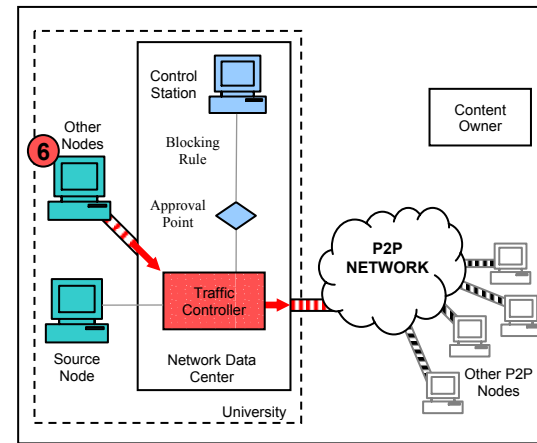 Control
Station
Content
Owner
Other
Nodes
6
Blocking
Rule
Approval
Point
P2P
NETWORK
Traffic
Controller
Source
Node
Network Data
Center
Other P2P
Nodes
University